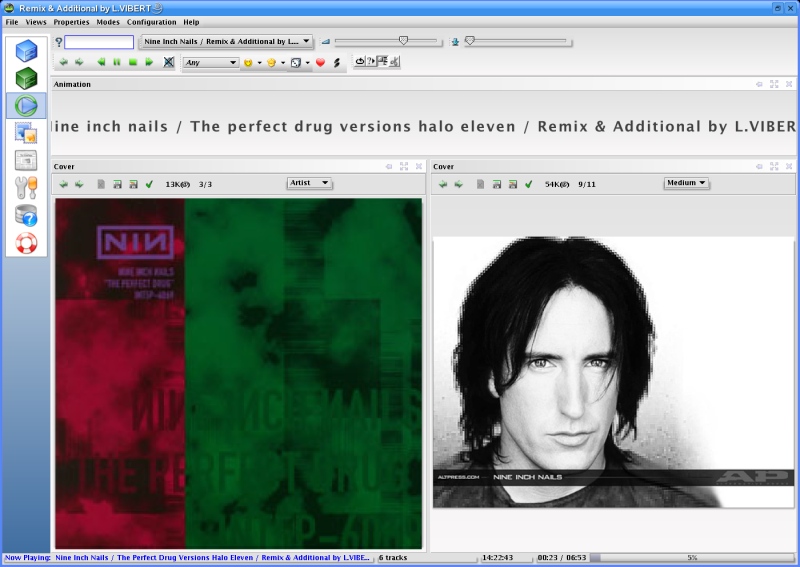 Remix & Additional by L.VIBERT
File Views Properties Modes Configuration Help
Nine Inch Nails / Remix & Additional by L...
Any
Animation
ine inch nails / The perfect drug versions halo eleven / Remix & Additional by L.VIBER
Cover
13K 3/3
Artist
NIN
NINE INCH NAILS
"THE PERFECT DRUG"
INTSP-6069
NINE INCH NAILS
THE PERFECT DRUG
INTSP-6069
Cover
54K 9/11
Medium
ALTPRESS.COM NINE INCH NAILS AP
Now Playing: Nine Inch Nails / The Perfect Drug Versions Halo Eleven / Remix & Additional by L.VIBE... 6 tracks 14:22:43 00:23 / 06:53 5%